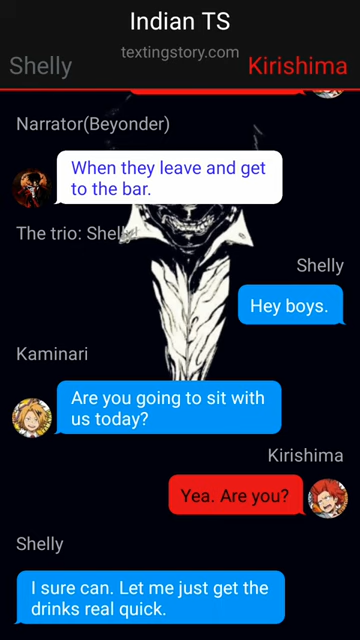 Indian TS
textingstory.com
Shelly
Kirishima
Narrator(Beyonder)
When they leave and get
to the bar.
The trio: Shelly!
Shelly
Hey boys.
Kaminari
Are you going to sit with
us today?
Kirishima
Yea. Are you?
Shelly
I sure can. Let me just get the
drinks real quick.